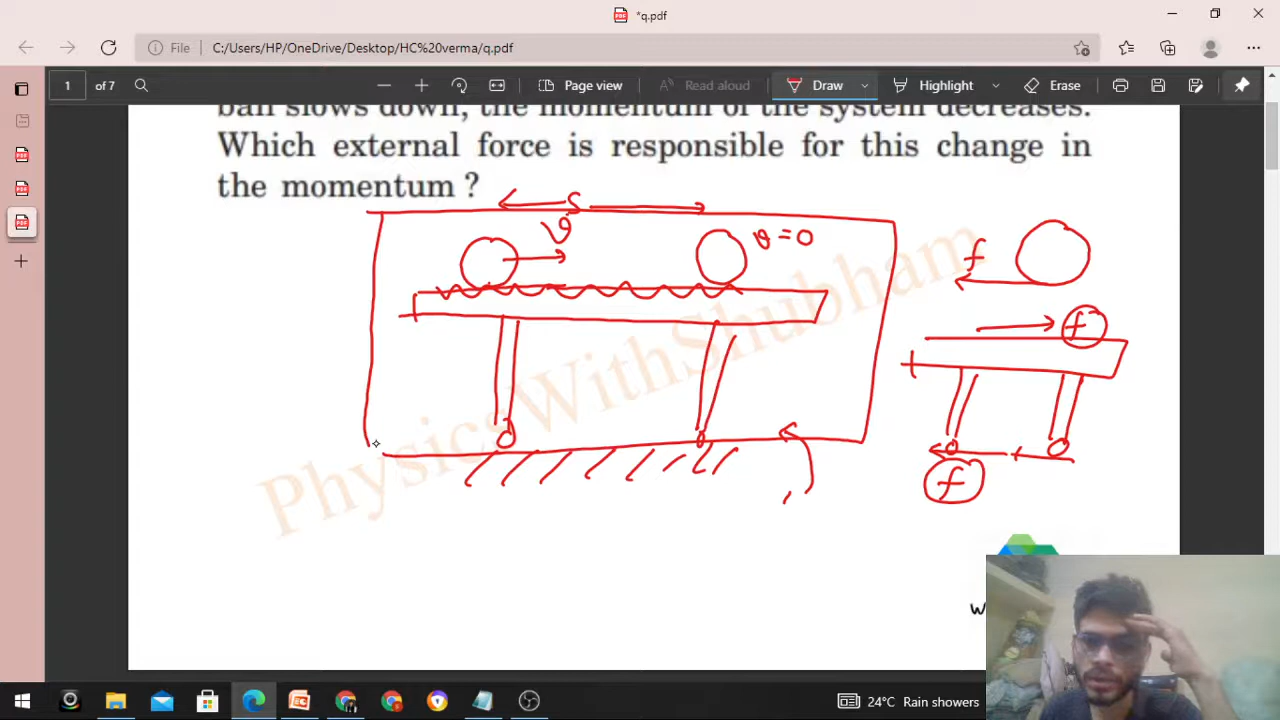 *q.pdf
File C:/Users/HP/OneDrive/Desktop/HC%20verma/q.pdf
1 of 7 Page view Read aloud Draw Highlight Erase
ball slows down, the momentum of the system decreases.
Which external force is responsible for this change in
the momentum ?
S
v
v = 0
f
f
f
PhysicsWithShubham
W
24°C Rain showers